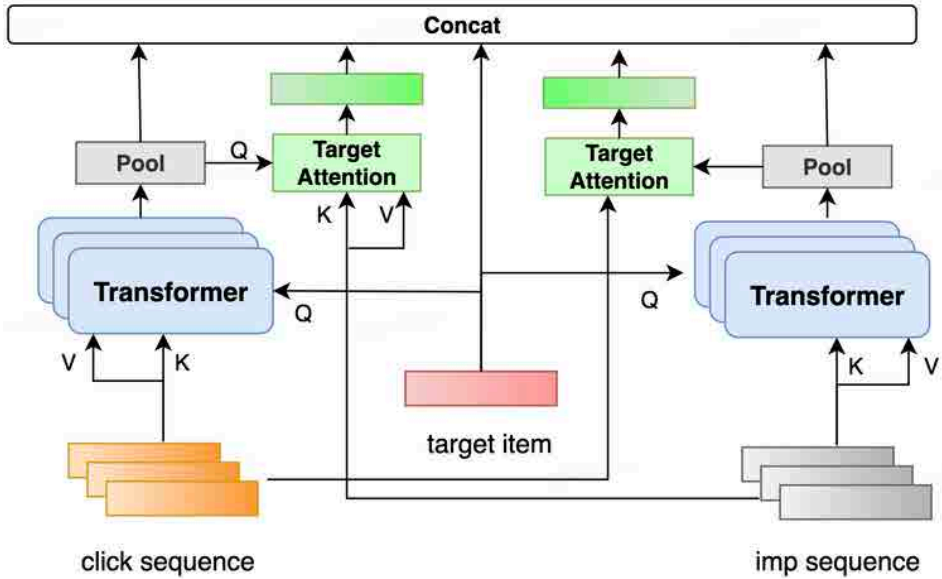 Concat
Pool
Q
Target
Attention
Target
Attention
Pool
K
V
Transformer
Q
Q
Transformer
V
K
K
V
target item
click sequence
imp sequence